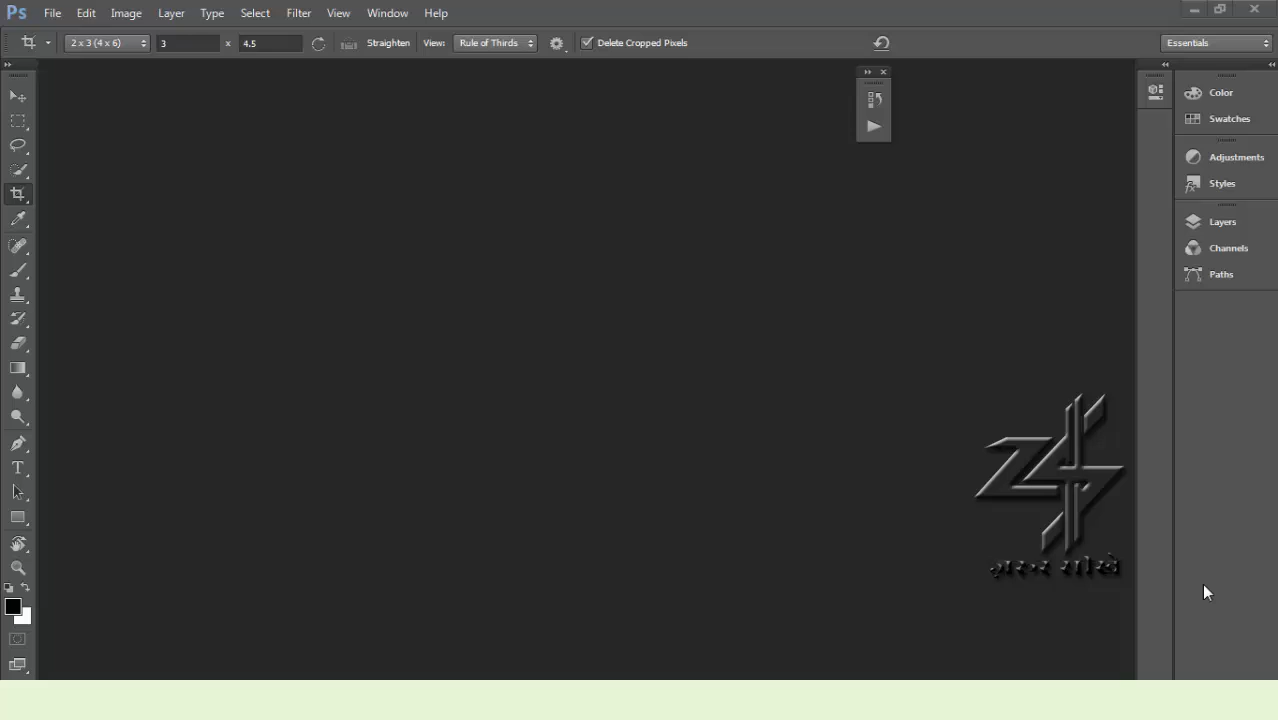 Ps File Edit Image Layer Type Select Filter View Window Help
2 x 3 (4 x 6) 3 x 4.5 Straighten View: Rule of Thirds Delete Cropped Pixels Essentials
Color
Swatches
Adjustments
Styles
Layers
Channels
Paths
T